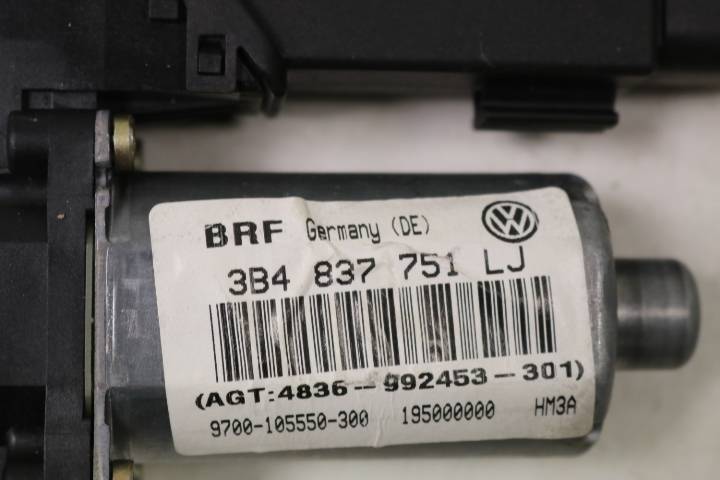 BRF Germany (DE)
3B4 837 751 LJ
(AGT:4836-992453-301)
9700-105550-300 195000000 HM3A